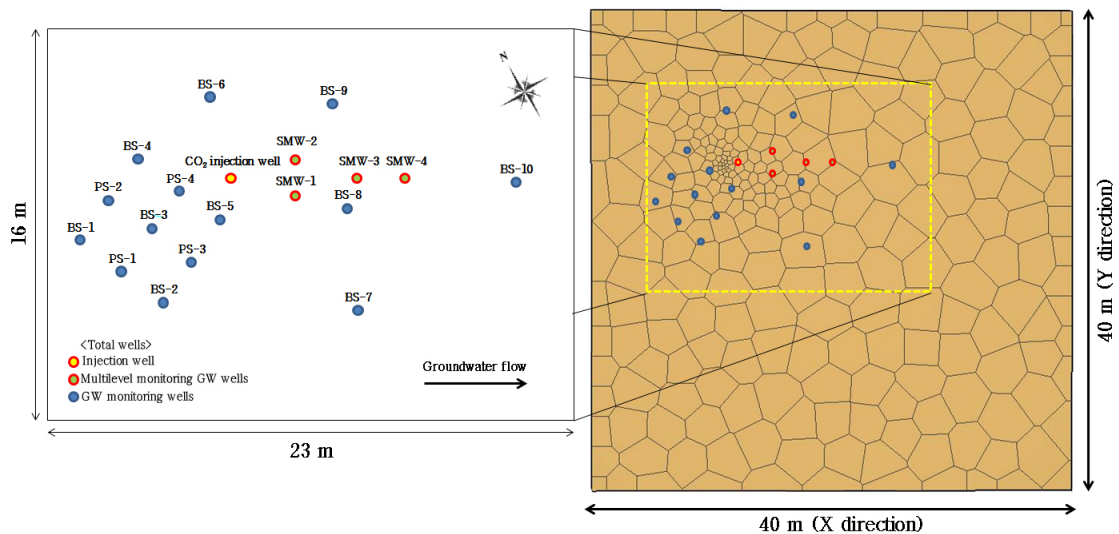 N
BS-6
BS-9
BS-4
SMW-2
CO₂ injection well
SMW-3
SMW-4
BS-10
PS-2
PS-4
SMW-1
BS-8
BS-3
BS-5
BS-1
PS-1
PS-3
BS-2
BS-7
<Total wells>
Injection well
Multilevel monitoring GW wells
GW monitoring wells
Groundwater flow
16 m
23 m
40 m (Y direction)
40 m (X direction)